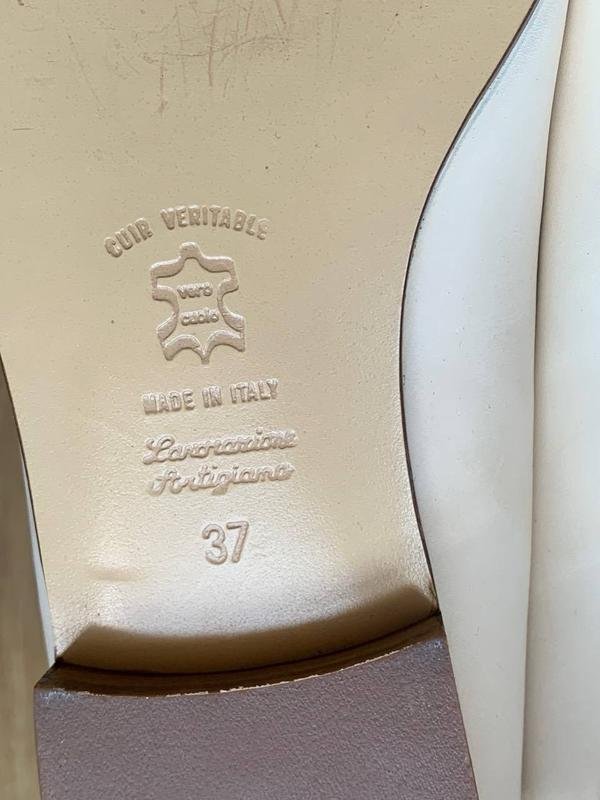 CUIR VERITABLE
vero
cuoio
MADE IN ITALY
Lavorazione
Artigiana
37